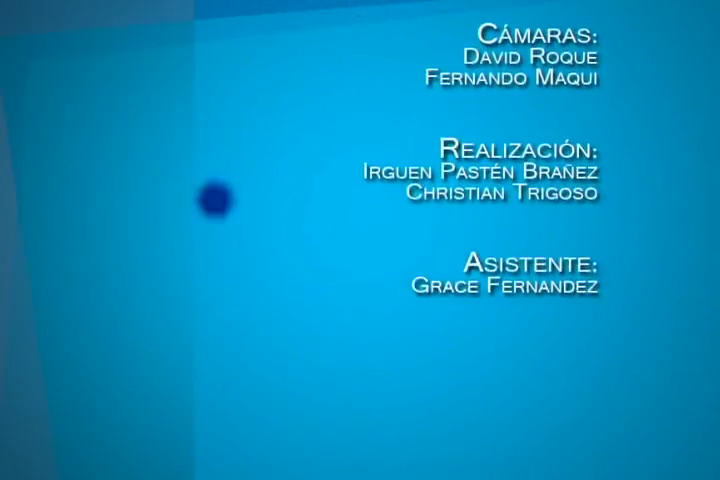 CÁMARAS:
DAVID ROQUE
FERNANDO MAQUI
REALIZACIÓN:
IRGUEN PASTÉN BRAÑEZ
CHRISTIAN TRIGOSO
ASISTENTE:
GRACE FERNANDEZ